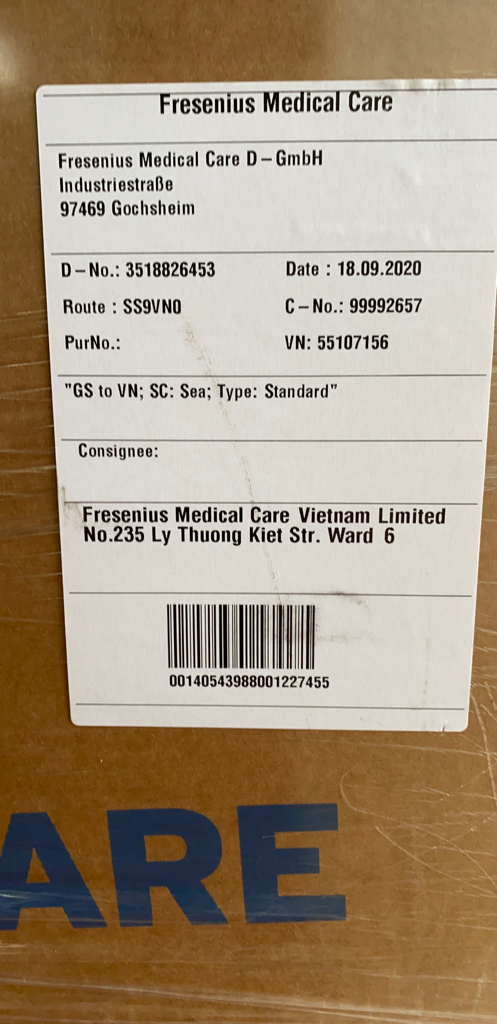 Fresenius Medical Care
Fresenius Medical Care D-GmbH
Industriestraße
97469 Gochsheim
D-No.: 3518826453 Date : 18.09.2020
Route : SS9VN0 C-No.: 99992657
PurNo.: VN: 55107156
"GS to VN; SC: Sea; Type: Standard"
Consignee:
Fresenius Medical Care Vietnam Limited
No.235 Ly Thuong Kiet Str. Ward 6
00140543988001227455
ARE